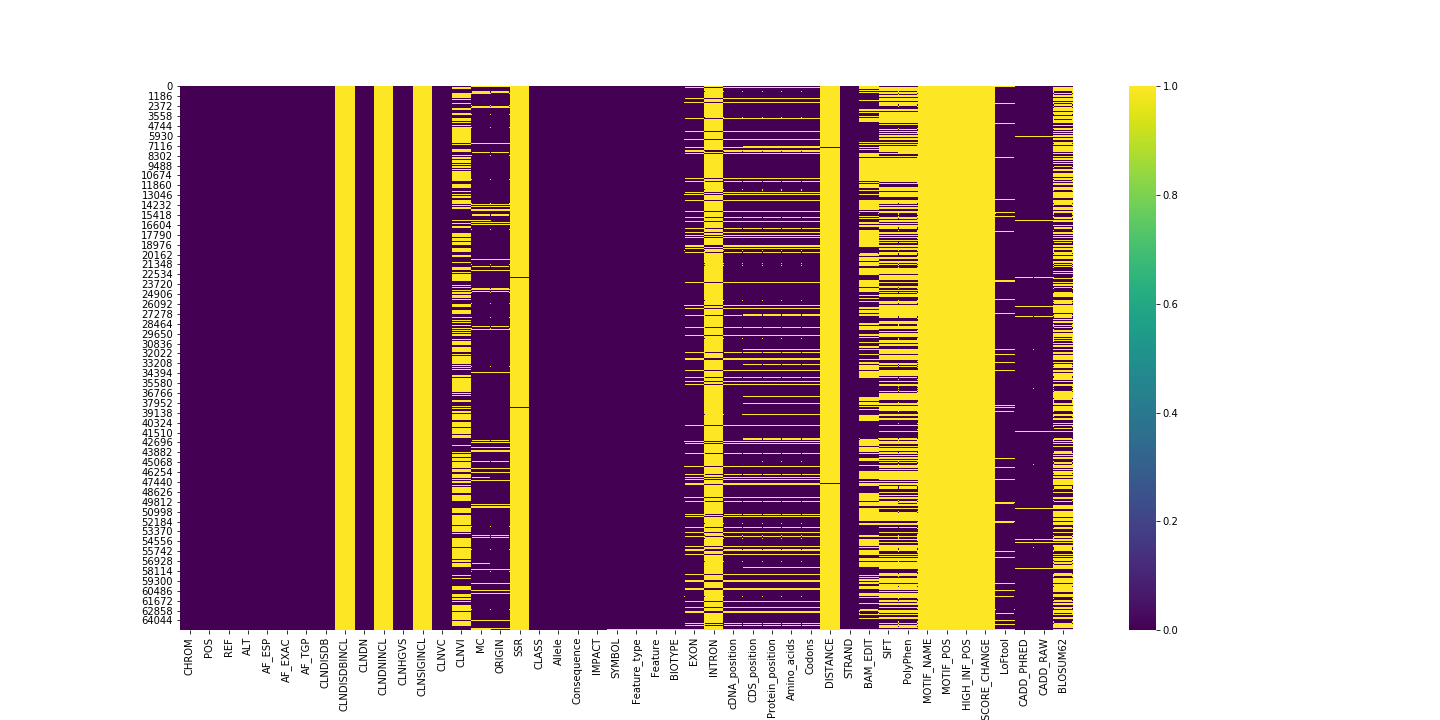 0
1186
2372
3558
4744
5930
7116
8302
9488
10674
11860
13046
14232
15418
16604
17790
18976
20162
21348
22534
23720
24906
26092
27278
28464
29650
30836
32022
33208
34394
35580
36766
37952
39138
40324
41510
42696
43882
45068
46254
47440
48626
49812
50998
52184
53370
54556
55742
56928
58114
59300
60486
61672
62858
64044
CHROM
POS
REF
ALT
AF_ESP
AF_EXAC
AF_TGP
CLNDISDB
CLNDISDBINCL
CLNDN
CLNDNINCL
CLNHGVS
CLNSIGINCL
CLNVC
CLNVI
MC
ORIGIN
SSR
CLASS
Allele
Consequence
IMPACT
SYMBOL
Feature_type
Feature
BIOTYPE
EXON
INTRON
cDNA_position
CDS_position
Protein_position
Amino_acids
Codons
DISTANCE
STRAND
BAM_EDIT
SIFT
PolyPhen
MOTIF_NAME
MOTIF_POS
HIGH_INF_POS
SCORE_CHANGE
LoFtool
CADD_PHRED
CADD_RAW
BLOSUM62
1.0
0.8
0.6
0.4
0.2
0.0